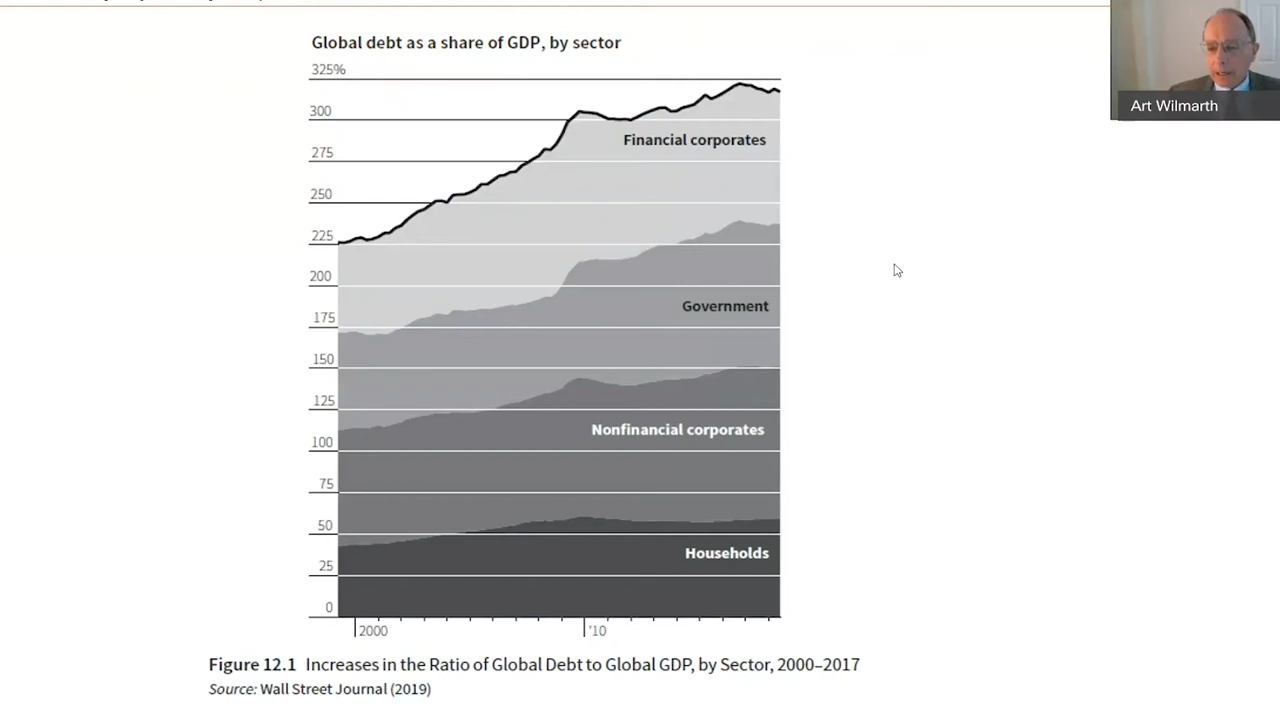 Global debt as a share of GDP, by sector
325%
300
275
250
225
200
175
150
125
100
75
50
25
0
Financial corporates
Government
Nonfinancial corporates
Households
2000
'10
Figure 12.1 Increases in the Ratio of Global Debt to Global GDP, by Sector, 2000–2017
Source: Wall Street Journal (2019)
Art Wilmarth